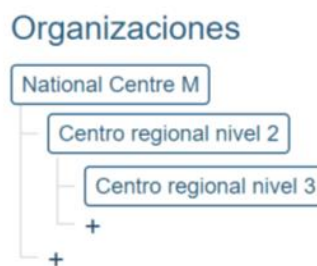 Organizaciones
National Centre M
Centro regional nivel 2
Centro regional nivel 3
+
+